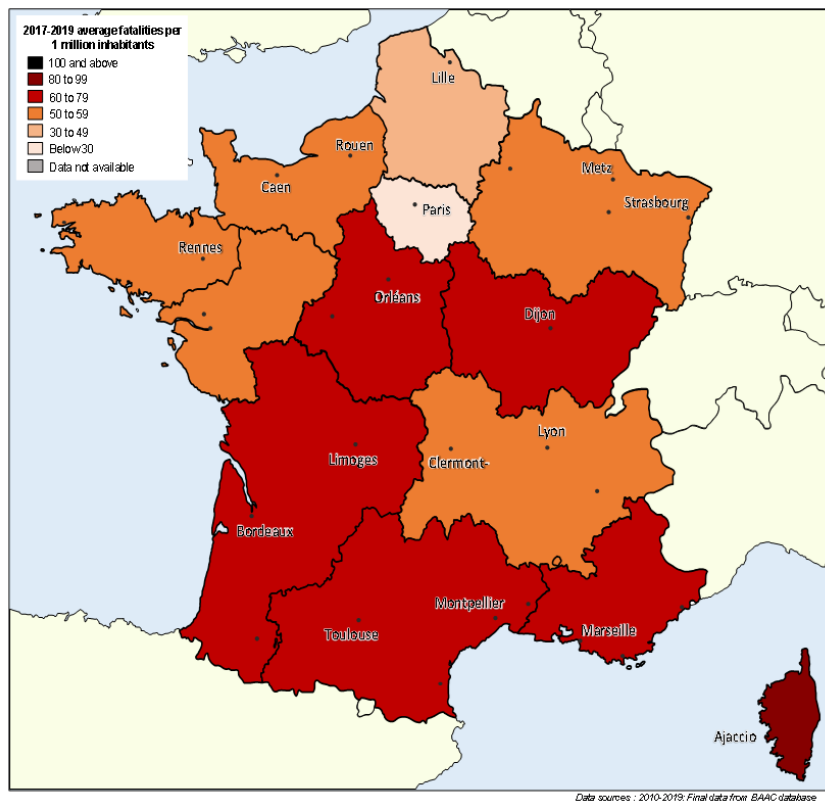 2017-2019 average fatalities per
1 million inhabitants
100 and above
80 to 99
60 to 79
50 to 59
30 to 49
Below 30
Data not available
Lille
Rouen
Caen
Metz
Strasbourg
Paris
Rennes
Orléans
Dijon
Lyon
Limoges
Clermont-
Bordeaux
Montpellier
Toulouse
Marseille
Ajaccio
Data sources : 2010-2019: Final data from BAAC database